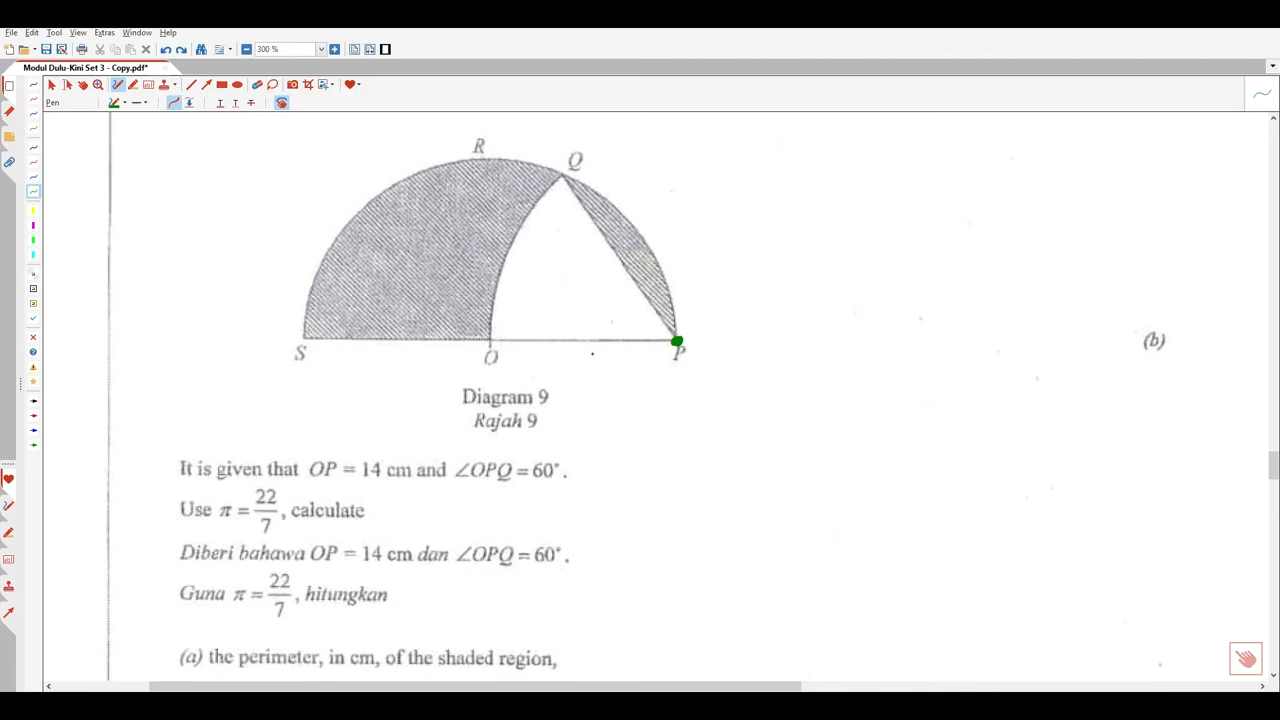 File Edit Tool View Extras Window Help
300 %
Modul Dulu-Kini Set 3 - Copy.pdf*
Pen
R
Q
S
O
P
(b)
Diagram 9
Rajah 9
It is given that OP = 14 cm and ∠OPQ = 60°.
Use π = 22/7, calculate
Diberi bahawa OP = 14 cm dan ∠OPQ = 60°.
Guna π = 22/7, hitungkan
(a) the perimeter, in cm, of the shaded region,